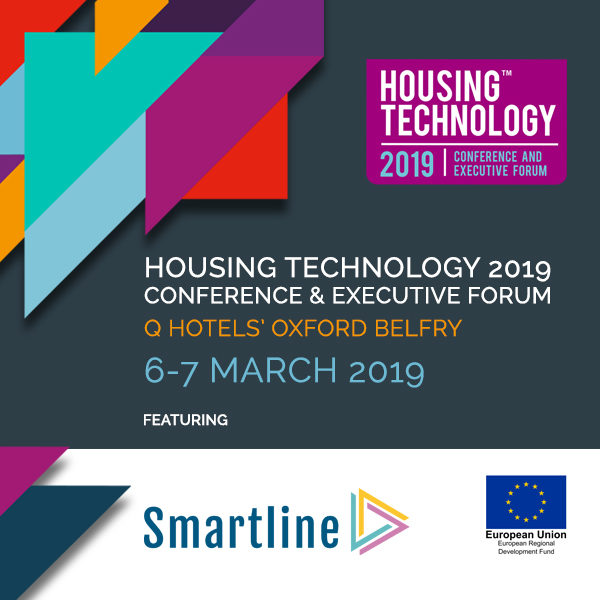 HOUSING™
TECHNOLOGY
2019 | CONFERENCE AND
EXECUTIVE FORUM
HOUSING TECHNOLOGY 2019
CONFERENCE & EXECUTIVE FORUM
Q HOTELS' OXFORD BELFRY
6-7 MARCH 2019
FEATURING
Smartline
European Union
European Regional
Development Fund